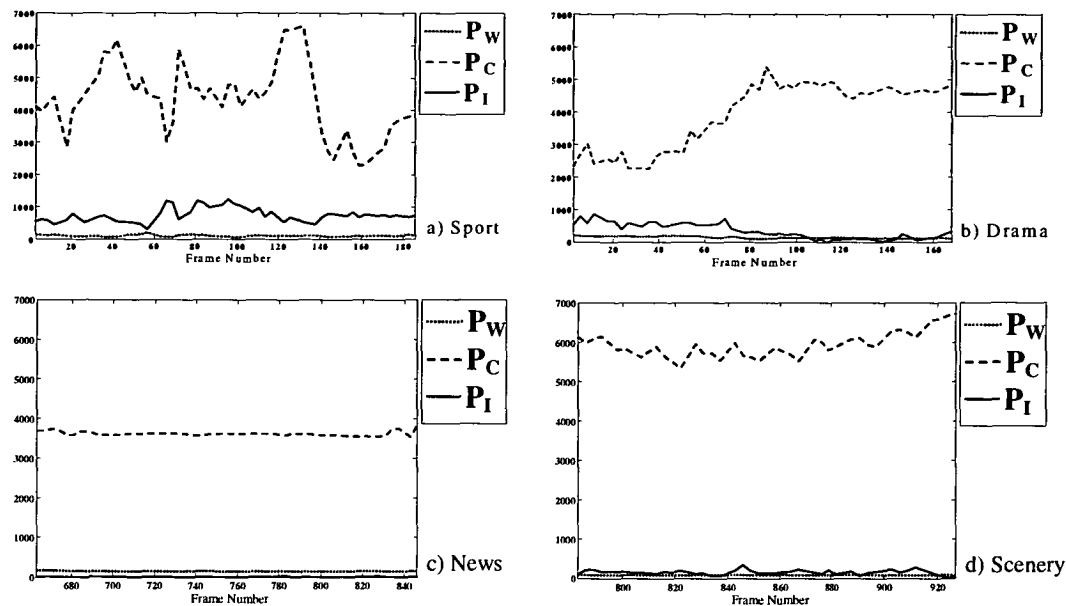 7000
6000
5000
4000
3000
2000
1000
0
20 40 60 80 100 120 140 160 180
Frame Number
P_W
P_C
P_I
a) Sport
7000
6000
5000
4000
3000
2000
1000
0
20 40 60 80 100 120 140 160
Frame Number
P_W
P_C
P_I
b) Drama
7000
6000
5000
4000
3000
2000
1000
0
680 700 720 740 760 780 800 820 840
Frame Number
P_W
P_C
P_I
c) News
7000
6000
5000
4000
3000
2000
1000
0
800 820 840 860 880 900 920
Frame Number
P_W
P_C
P_I
d) Scenery